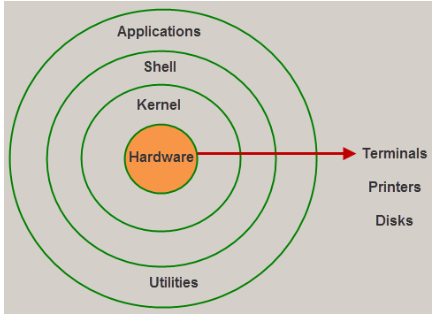 Applications
Shell
Kernel
Hardware
Terminals
Printers
Disks
Utilities